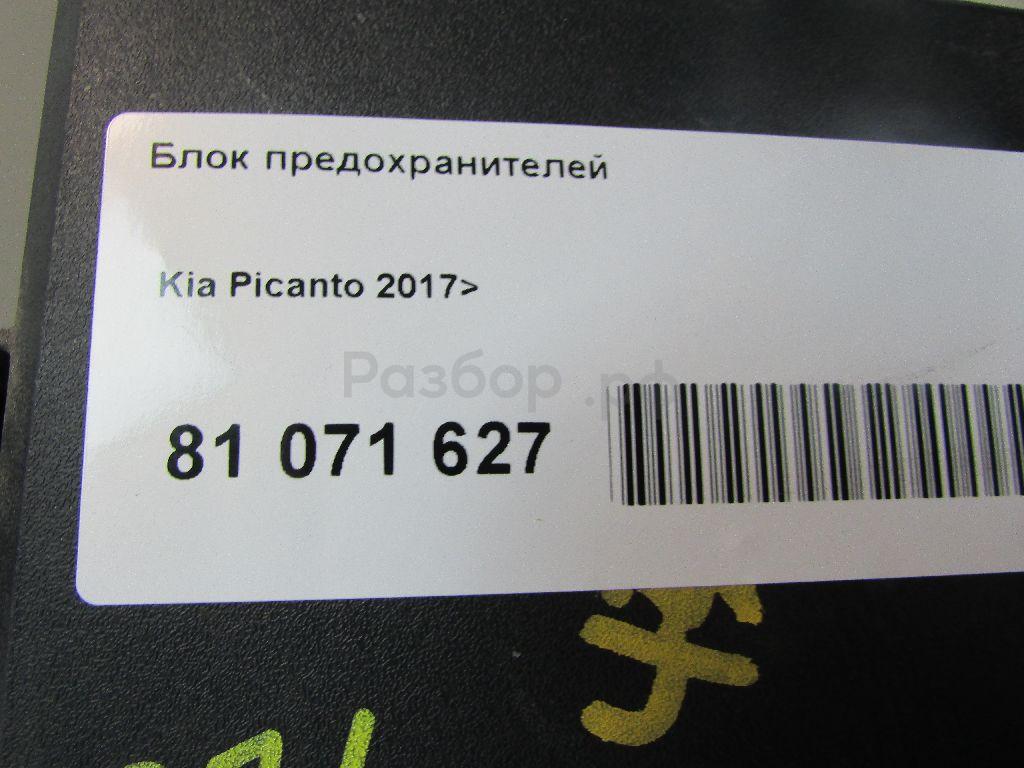 Блок предохранителей
Kia Picanto 2017>
Разбор.рф
81 071 627